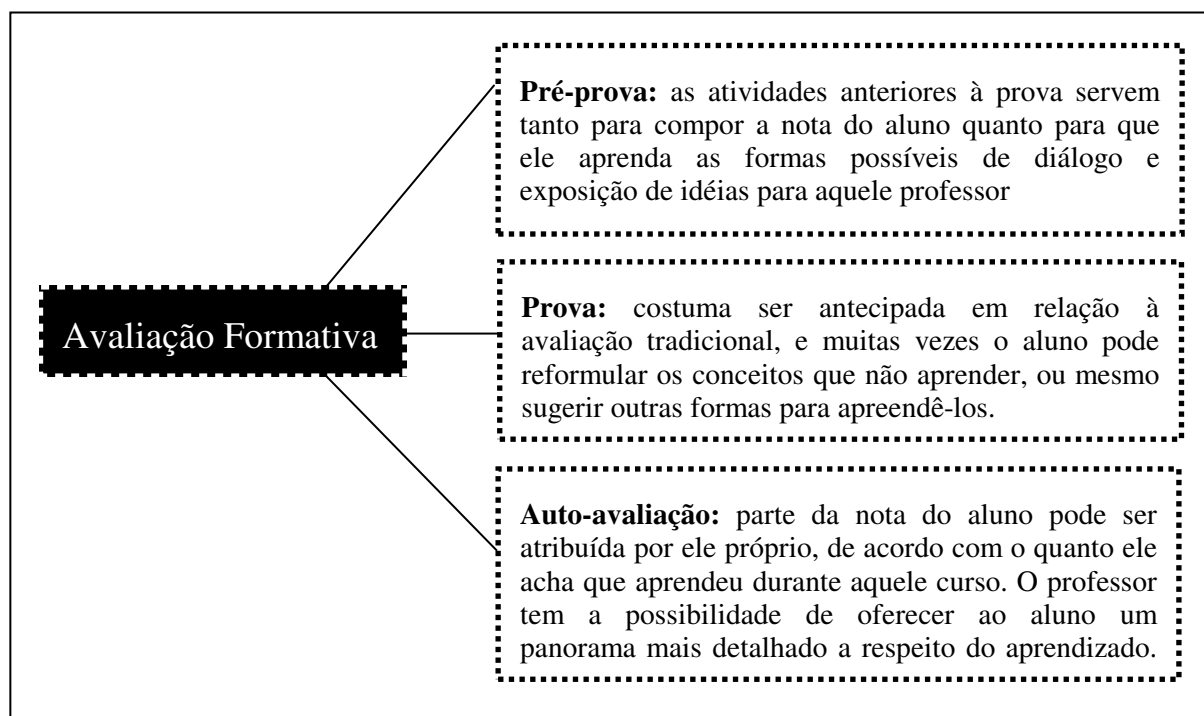 Pré-prova: as atividades anteriores à prova servem
tanto para compor a nota do aluno quanto para que
ele aprenda as formas possíveis de diálogo e
exposição de idéias para aquele professor
Avaliação Formativa
Prova: costuma ser antecipada em relação à
avaliação tradicional, e muitas vezes o aluno pode
reformular os conceitos que não aprender, ou mesmo
sugerir outras formas para apreendê-los.
Auto-avaliação: parte da nota do aluno pode ser
atribuída por ele próprio, de acordo com o quanto ele
acha que aprendeu durante aquele curso. O professor
tem a possibilidade de oferecer ao aluno um
panorama mais detalhado a respeito do aprendizado.